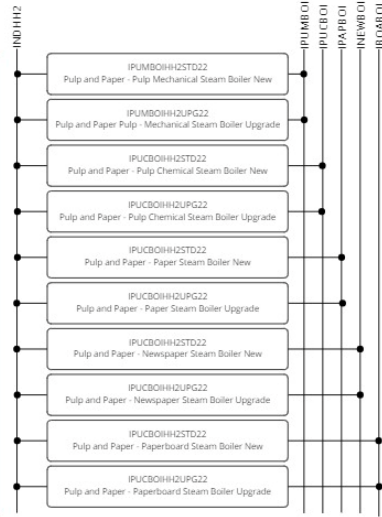 INDHH2
IPUMBOI
IPUCBOI
IPAPBOI
INEWBOI
IBOABOI
IPUMBOIHH2STD22
Pulp and Paper - Pulp Mechanical Steam Boiler New
IPUMBOIHH2UPG22
Pulp and Paper Pulp - Mechanical Steam Boiler Upgrade
IPUCBOIHH2STD22
Pulp and Paper - Pulp Chemical Steam Boiler New
IPUCBOIHH2UPG22
Pulp and Paper - Pulp Chemical Steam Boiler Upgrade
IPUCBOIHH2STD22
Pulp and Paper - Paper Steam Boiler New
IPUCBOIHH2UPG22
Pulp and Paper - Paper Steam Boiler Upgrade
IPUCBOIHH2STD22
Pulp and Paper - Newspaper Steam Boiler New
IPUCBOIHH2UPG22
Pulp and Paper - Newspaper Steam Boiler Upgrade
IPUCBOIHH2STD22
Pulp and Paper - Paperboard Steam Boiler New
IPUCBOIHH2UPG22
Pulp and Paper - Paperboard Steam Boiler Upgrade